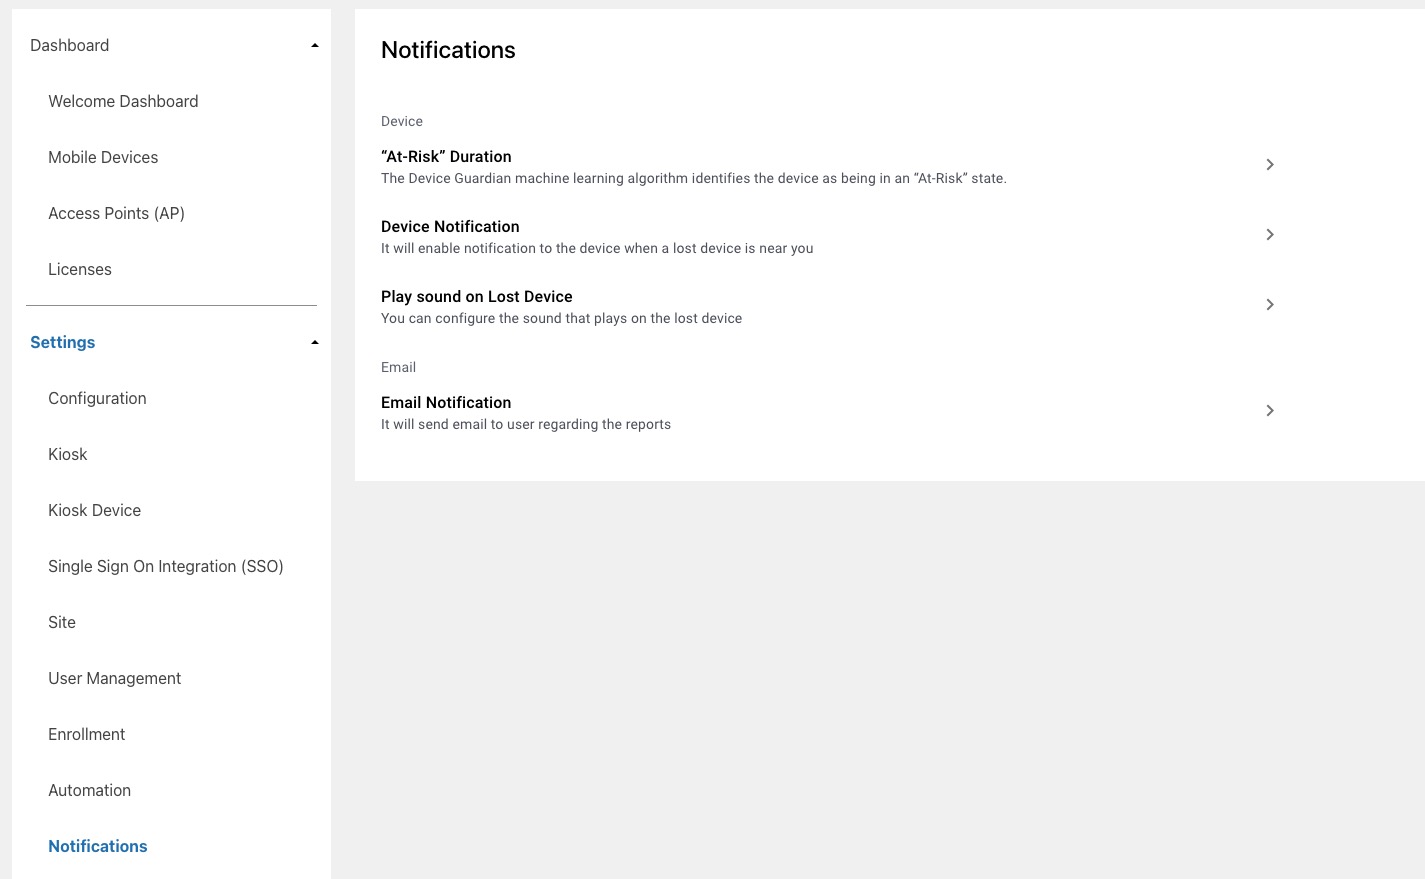 Dashboard
Welcome Dashboard
Mobile Devices
Access Points (AP)
Licenses
Settings
Configuration
Kiosk
Kiosk Device
Single Sign On Integration (SSO)
Site
User Management
Enrollment
Automation
Notifications
Notifications
Device
“At-Risk” Duration
The Device Guardian machine learning algorithm identifies the device as being in an “At-Risk” state.
Device Notification
It will enable notification to the device when a lost device is near you
Play sound on Lost Device
You can configure the sound that plays on the lost device
Email
Email Notification
It will send email to user regarding the reports